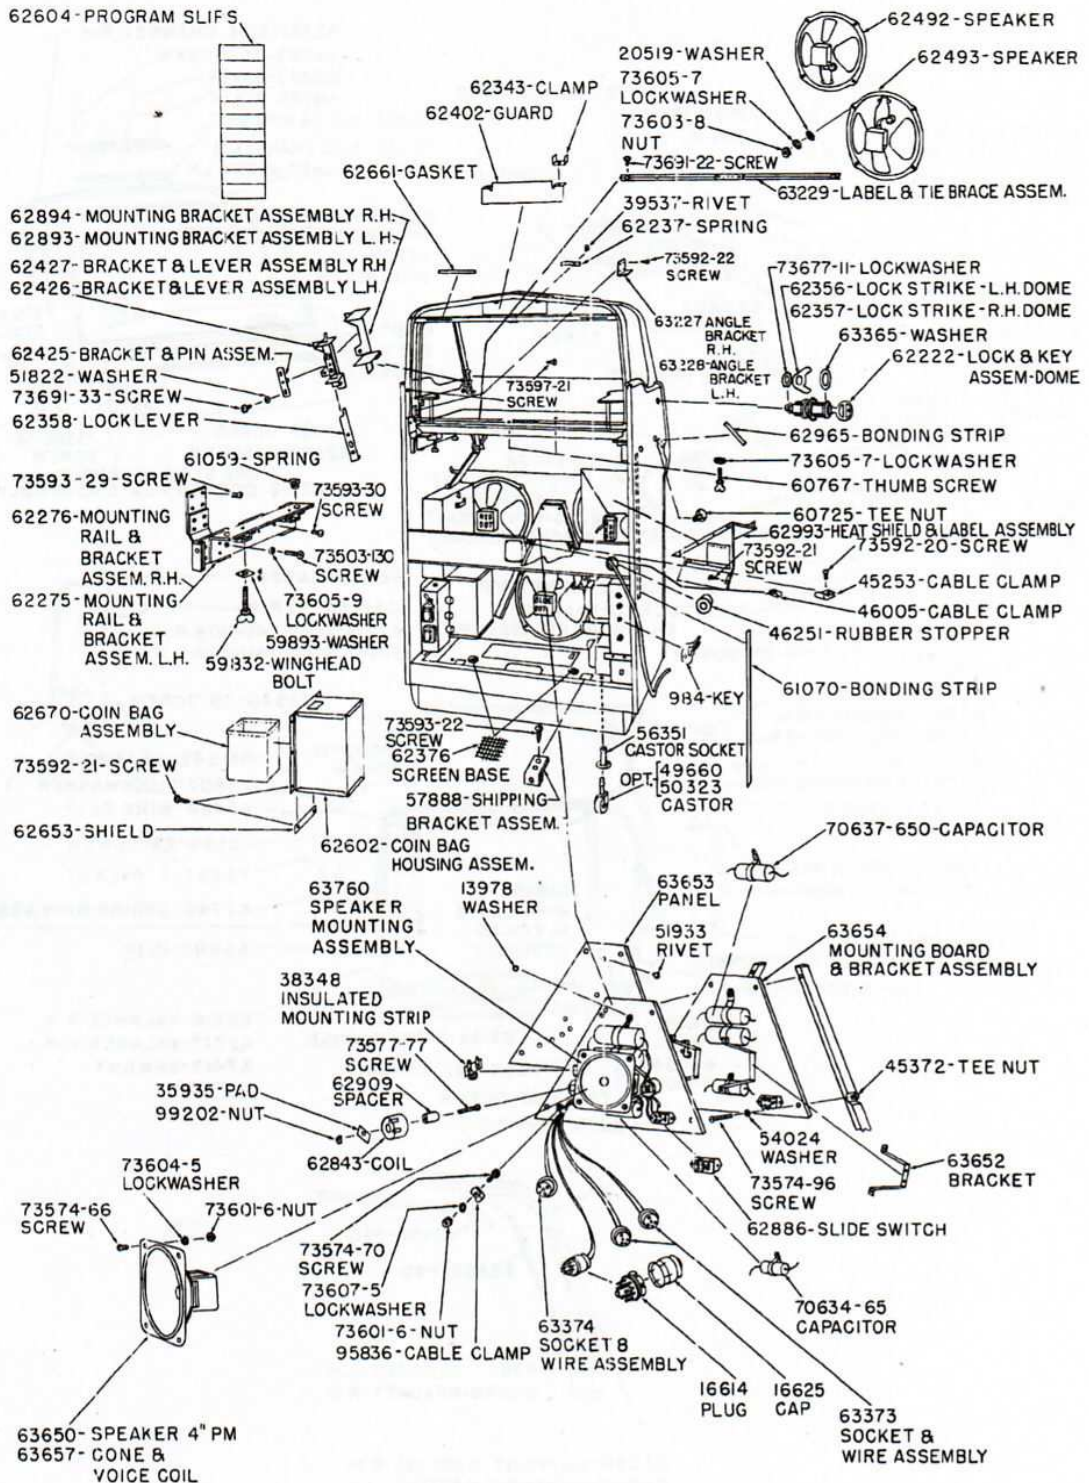 62604-PROGRAM SLIPS
62492-SPEAKER
20519-WASHER
62493-SPEAKER
73605-7
LOCKWASHER
62343-CLAMP
62402-GUARD
73603-8
NUT
73691-22-SCREW
62661-GASKET
63229-LABEL & TIE BRACE ASSEM.
39537-RIVET
62237-SPRING
62894-MOUNTING BRACKET ASSEMBLY R.H.
62893-MOUNTING BRACKET ASSEMBLY L.H.
62427-BRACKET & LEVER ASSEMBLY R.H
62426-BRACKET & LEVER ASSEMBLY L.H.
73592-22
SCREW
73677-11-LOCKWASHER
62356-LOCK STRIKE-L.H. DOME
62357-LOCK STRIKE-R.H. DOME
63365-WASHER
62222-LOCK & KEY
ASSEM-DOME
63227 ANGLE
BRACKET
R.H.
63228-ANGLE
BRACKET
L.H.
62425-BRACKET & PIN ASSEM.
51822-WASHER
73691-33-SCREW
62358-LOCK LEVER
73597-21
SCREW
62965-BONDING STRIP
73605-7-LOCKWASHER
60767-THUMB SCREW
61059-SPRING
73593-29-SCREW
73593-30
SCREW
60725-TEE NUT
62993-HEAT SHIELD & LABEL ASSEMBLY
73592-21
SCREW
73592-20-SCREW
62276-MOUNTING
RAIL &
BRACKET
ASSEM. R.H.
73503-130
SCREW
45253-CABLE CLAMP
46005-CABLE CLAMP
46251-RUBBER STOPPER
62275-MOUNTING
RAIL &
BRACKET
ASSEM. L.H.
73605-9
LOCKWASHER
59893-WASHER
59832-WINGHEAD
BOLT
984-KEY
61070-BONDING STRIP
62670-COIN BAG
ASSEMBLY
73593-22
SCREW
62376
SCREEN BASE
56351
CASTOR SOCKET
OPT. 49660
50323
CASTOR
73592-21-SCREW
57888-SHIPPING
BRACKET ASSEM.
62653-SHIELD
62602-COIN BAG
HOUSING ASSEM.
70637-650-CAPACITOR
63760
SPEAKER
MOUNTING
ASSEMBLY
13978
WASHER
63653
PANEL
51933
RIVET
63654
MOUNTING BOARD
& BRACKET ASSEMBLY
38348
INSULATED
MOUNTING STRIP
73577-77
SCREW
62909
SPACER
45372-TEE NUT
35935-PAD
99202-NUT
62843-COIL
54024
WASHER
73574-96
SCREW
63652
BRACKET
73604-5
LOCKWASHER
73574-66
SCREW
73601-6-NUT
62886-SLIDE SWITCH
73574-70
SCREW
73607-5
LOCKWASHER
73601-6-NUT
95836-CABLE CLAMP
63374
SOCKET &
WIRE ASSEMBLY
70634-65
CAPACITOR
16614
PLUG
16625
CAP
63373
SOCKET &
WIRE ASSEMBLY
63650-SPEAKER 4" PM
63657-CONE &
VOICE COIL